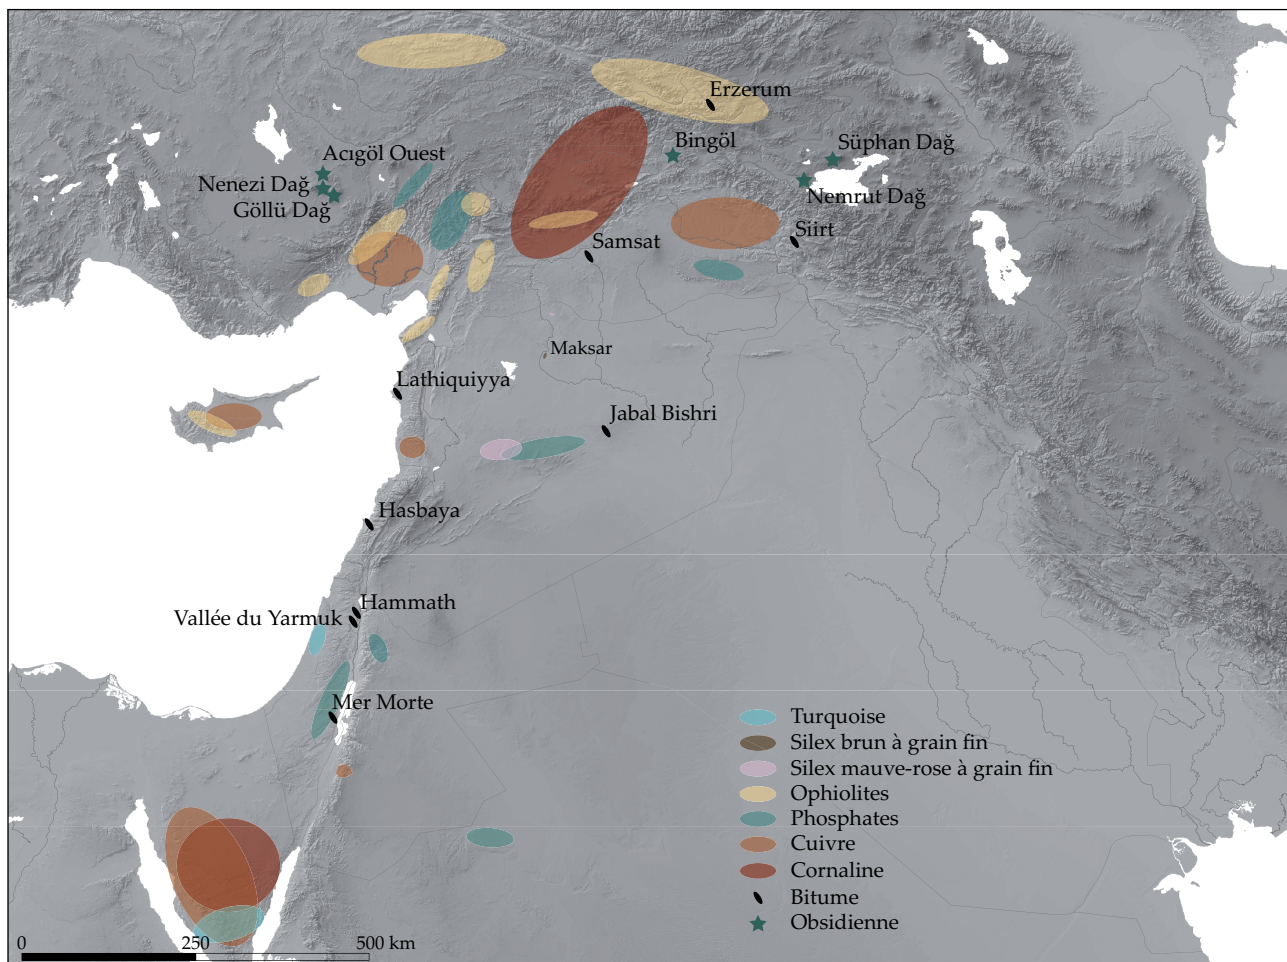 Erzerum
Bingöl
Süphan Dağ
Acıgöl Ouest
Nenezi Dağ
Nemrut Dağ
Göllü Dağ
Siirt
Samsat
Maksar
Lathiquiyya
Jabal Bishri
Hasbaya
Hammath
Vallée du Yarmuk
Mer Morte
Turquoise
Silex brun à grain fin
Silex mauve-rose à grain fin
Ophiolites
Phosphates
Cuivre
Cornaline
Bitume
Obsidienne
0 250 500 km